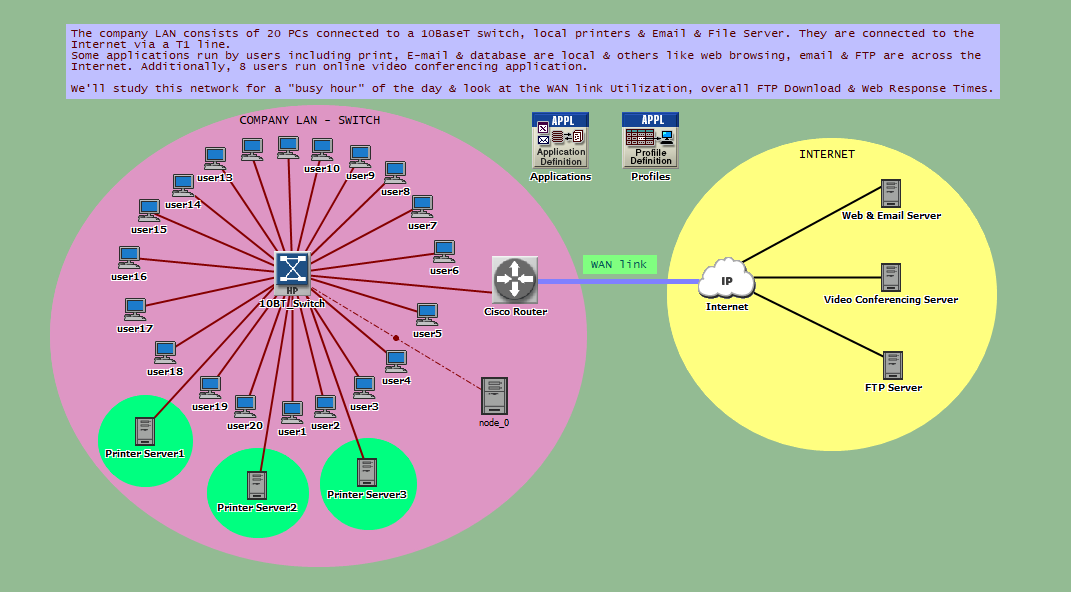 The company LAN consists of 20 PCs connected to a 10BaseT switch, local printers & Email & File Server. They are connected to the
Internet via a T1 line.
Some applications run by users including print, E-mail & database are local & others like web browsing, email & FTP are across the
Internet. Additionally, 8 users run online video conferencing application.
We'll study this network for a "busy hour" of the day & look at the WAN link Utilization, overall FTP Download & Web Response Times.
COMPANY LAN - SWITCH
APPL
Application
Definition
Applications
APPL
Profile
Definition
Profiles
INTERNET
user13
user10
user9
user8
user14
user7
user15
user6
user16
Web & Email Server
WAN link
HP
10BT_Switch
Cisco Router
IP
Internet
Video Conferencing Server
user17
user5
user18
user4
FTP Server
user19
user3
user20
user1
user2
node_0
Printer Server1
Printer Server2
Printer Server3